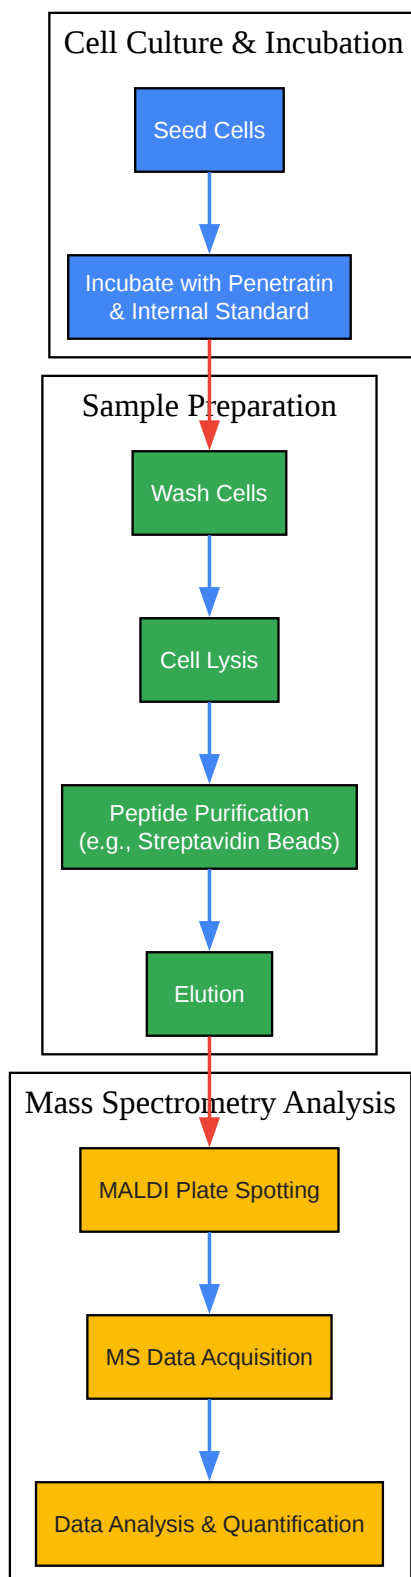 Cell Culture & Incubation
Seed Cells
Incubate with Penetratin
& Internal Standard
Sample Preparation
Wash Cells
Cell Lysis
Peptide Purification
(e.g., Streptavidin Beads)
Elution
Mass Spectrometry Analysis
MALDI Plate Spotting
MS Data Acquisition
Data Analysis & Quantification